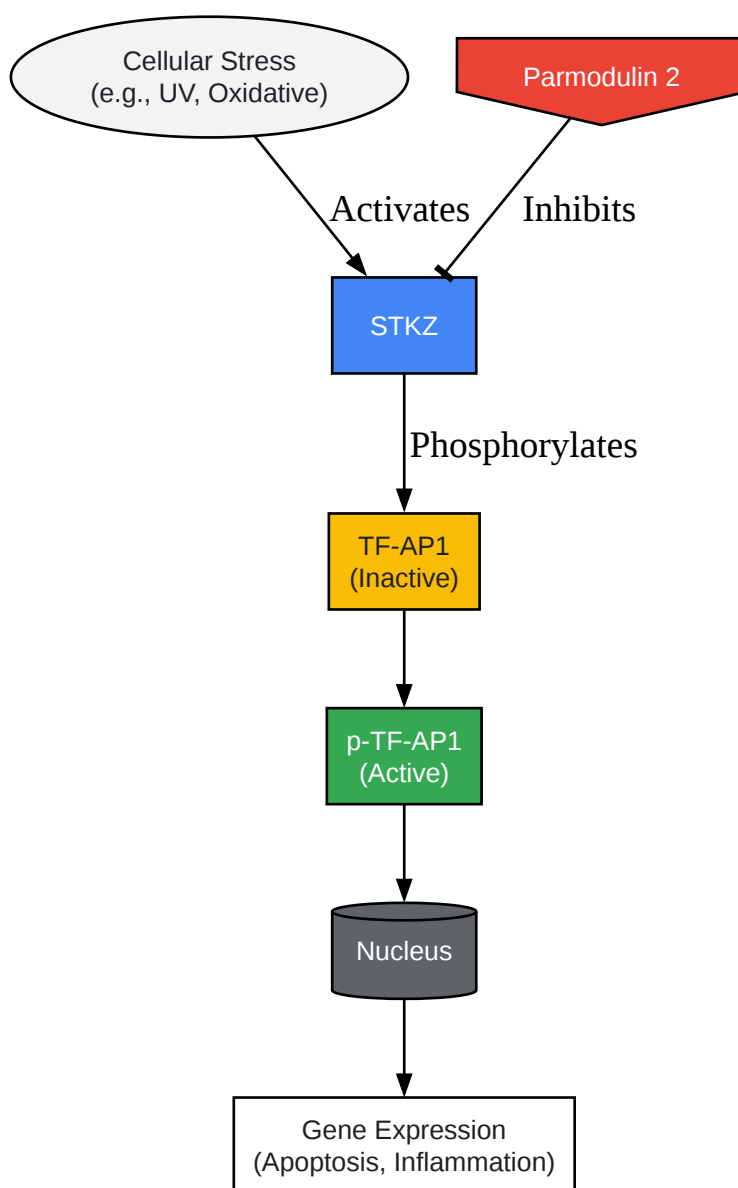 Cellular Stress
(e.g., UV, Oxidative)
Parmodulin 2
Activates
Inhibits
STKZ
Phosphorylates
TF-AP1
(Inactive)
p-TF-AP1
(Active)
Nucleus
Gene Expression
(Apoptosis, Inflammation)